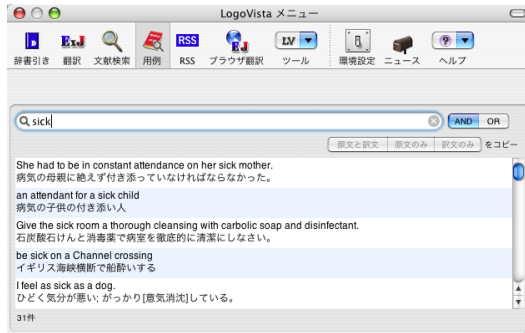 LogoVista メニュー
辞書引き 翻訳 文献検索 用例 RSS ブラウザ翻訳 ツール 環境設定 ニュース ヘルプ
sick AND OR
原文と訳文 原文のみ 訳文のみ をコピー
She had to be in constant attendance on her sick mother.
病気の母親に絶えず付き添っていなければならなかった。
an attendant for a sick child
病気の子供の付き添い人
Give the sick room a thorough cleansing with carbolic soap and disinfectant.
石炭酸石けんと消毒薬で病室を徹底的に清潔にしなさい。
be sick on a Channel crossing
イギリス海峡横断で船酔いする
I feel as sick as a dog.
ひどく気分が悪い; がっかり[意気消沈]している。
31件